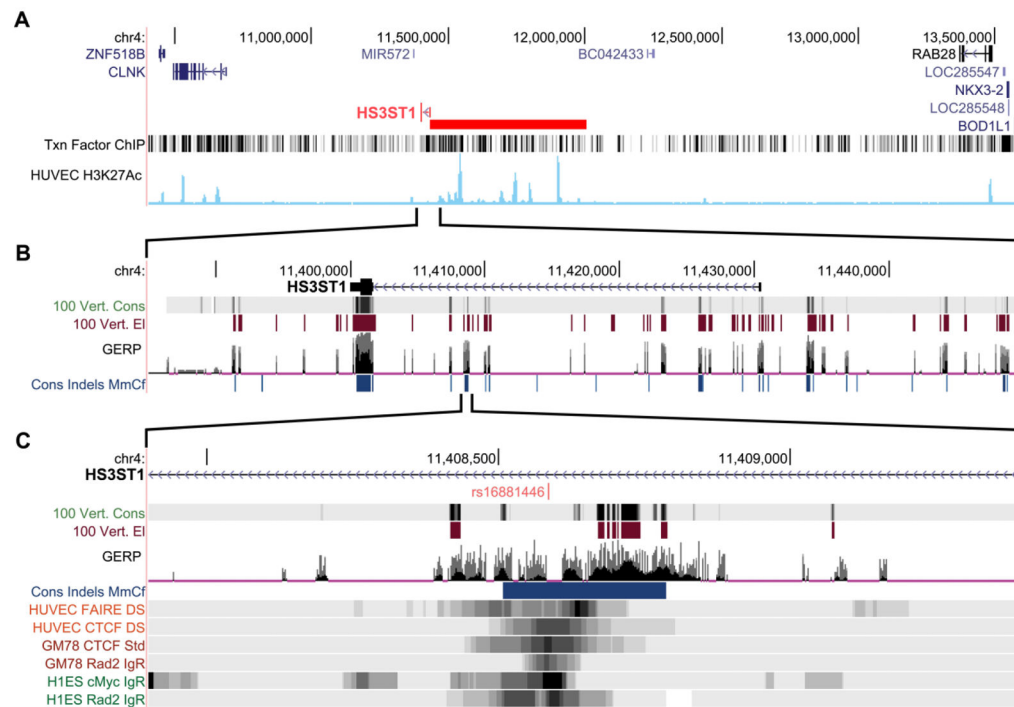 A
chr4: 11,000,000 11,500,000 12,000,000 12,500,000 13,000,000 13,500,000
ZNF518B MIR572 BC042433 RAB28
CLNK LOC285547
NKX3-2
HS3ST1 LOC285548
BOD1L1
Txn Factor ChIP
HUVEC H3K27Ac
B
chr4: 11,400,000 11,410,000 11,420,000 11,430,000 11,440,000
HS3ST1
100 Vert. Cons
100 Vert. El
GERP
Cons Indels MmCf
C
chr4: 11,408,500 11,409,000
HS3ST1
rs16881446
100 Vert. Cons
100 Vert. El
GERP
Cons Indels MmCf
HUVEC FAIRE DS
HUVEC CTCF DS
GM78 CTCF Std
GM78 Rad2 IgR
H1ES cMyc IgR
H1ES Rad2 IgR